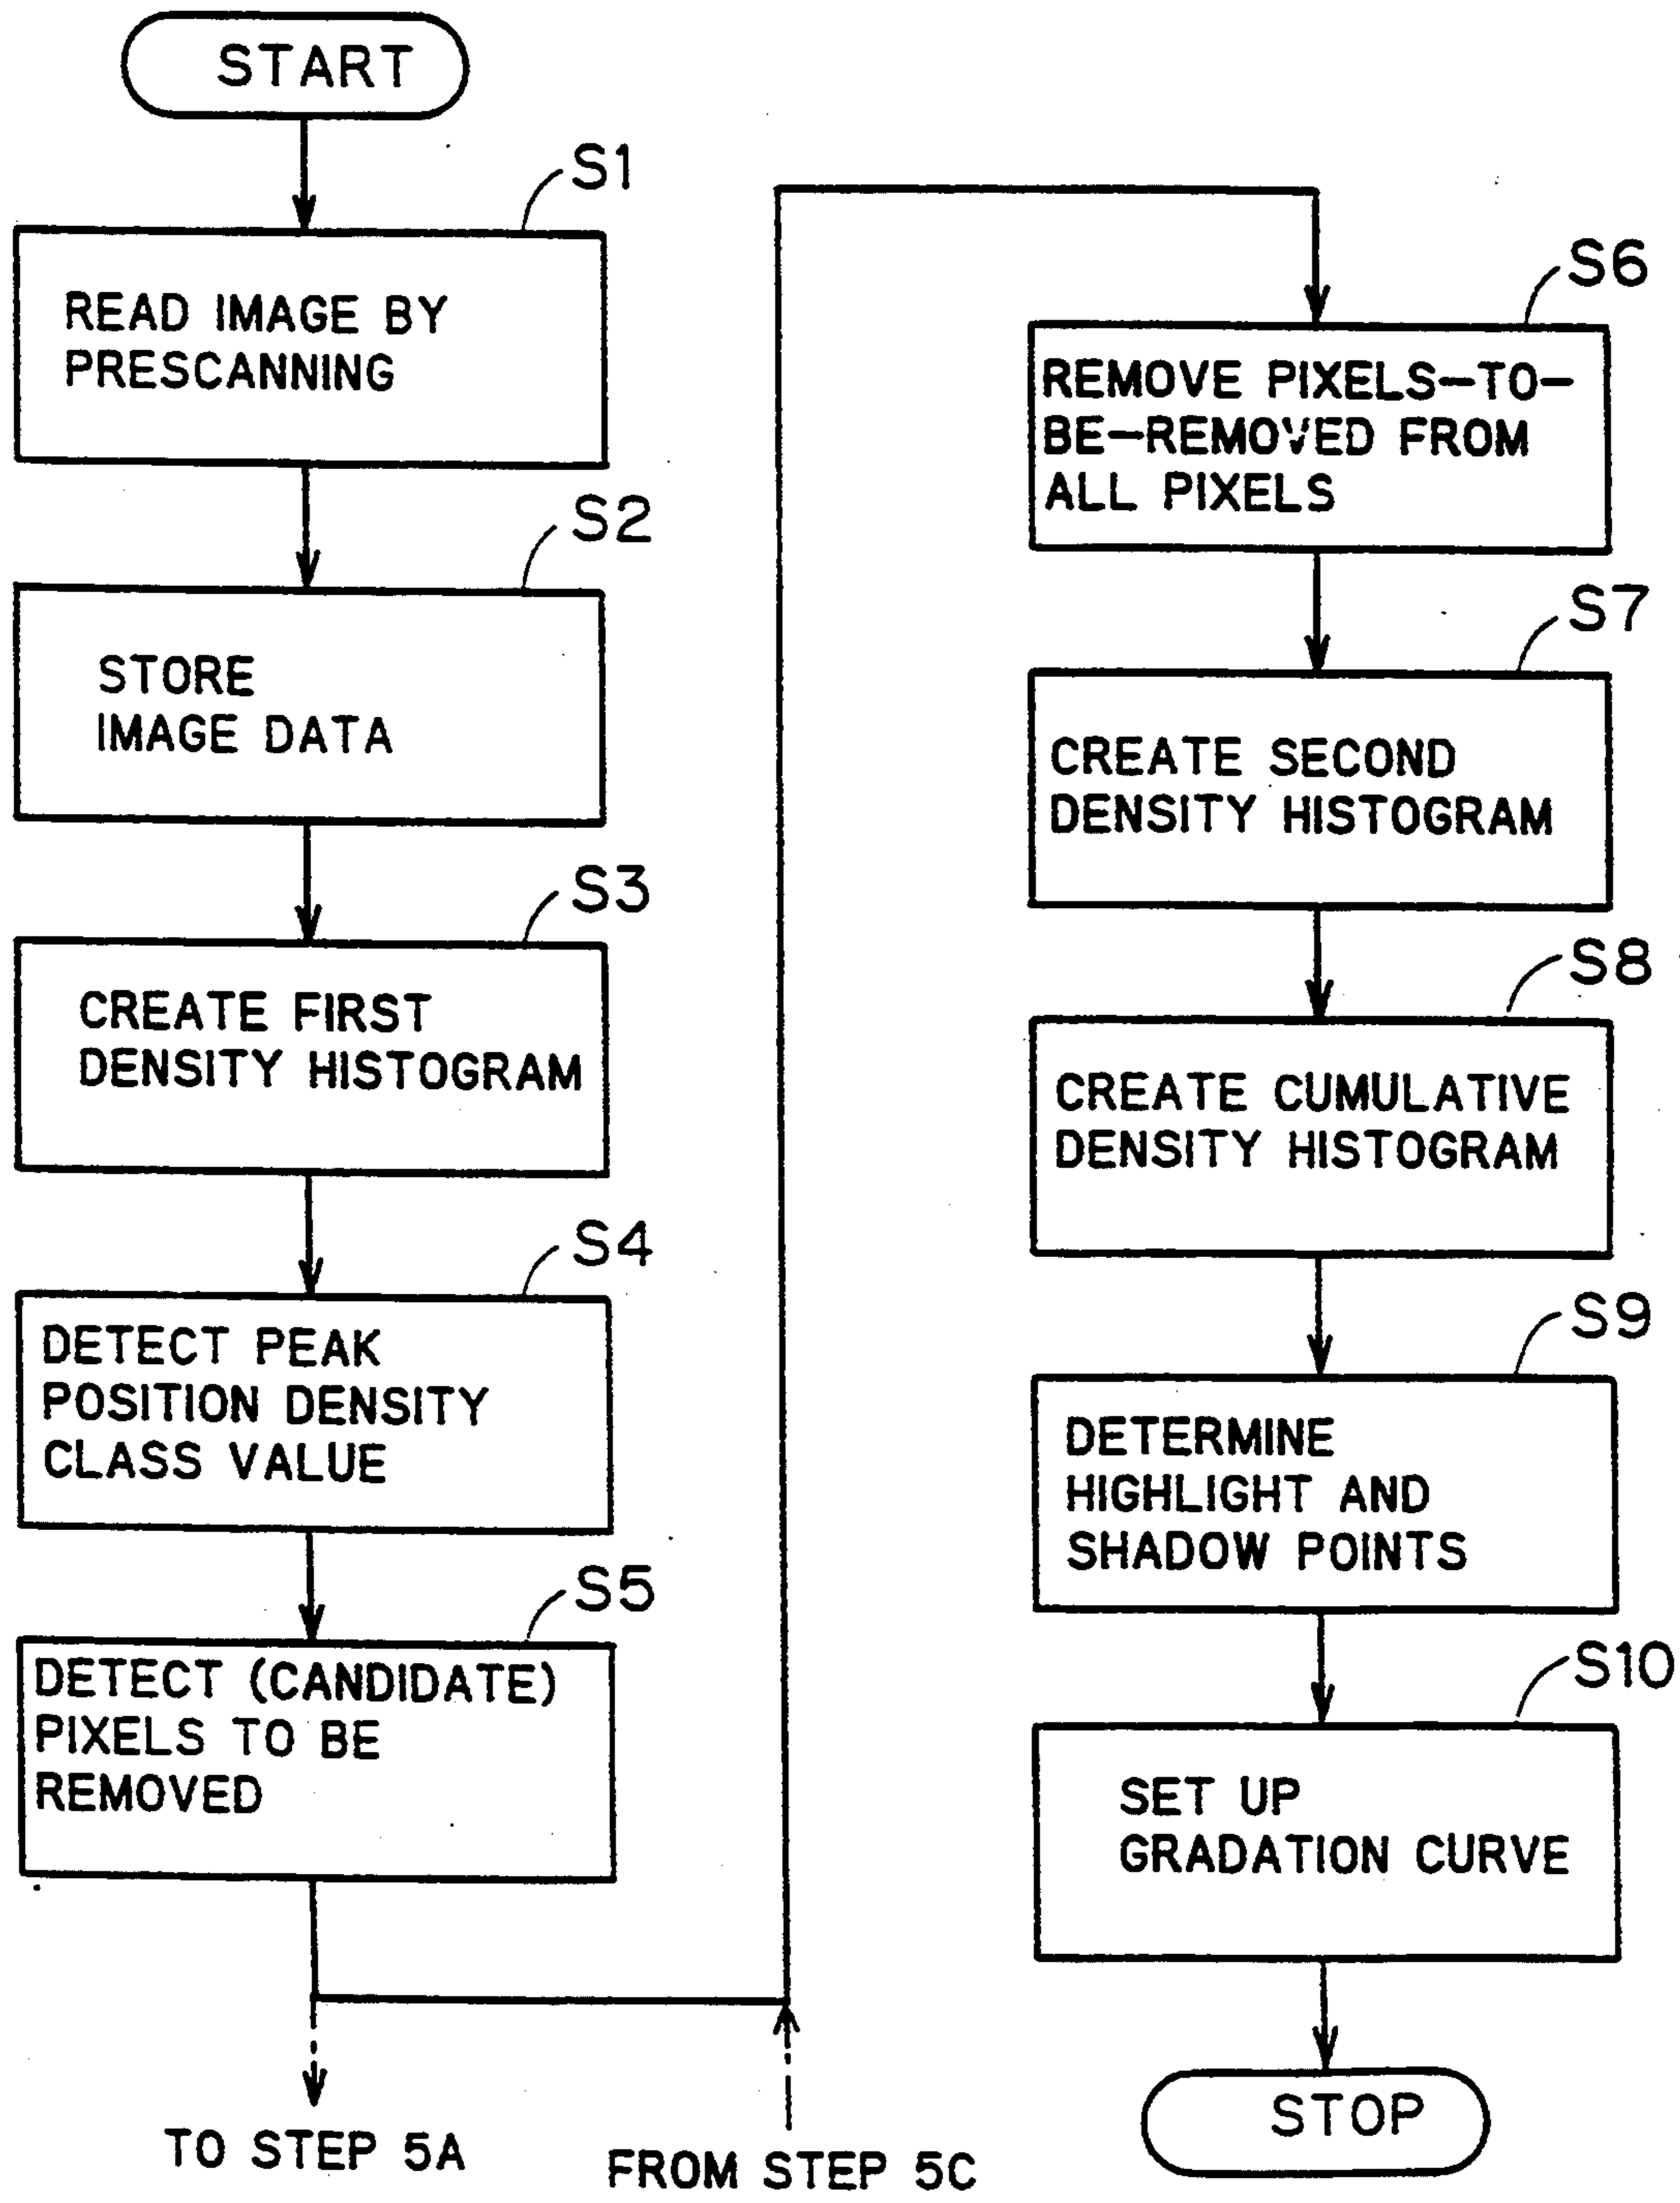 START
S1
READ IMAGE BY
PRESCANNING
S2
STORE
IMAGE DATA
S3
CREATE FIRST
DENSITY HISTOGRAM
S4
DETECT PEAK
POSITION DENSITY
CLASS VALUE
S5
DETECT (CANDIDATE)
PIXELS TO BE
REMOVED
TO STEP 5A
FROM STEP 5C
S6
REMOVE PIXELS-TO-
BE-REMOVED FROM
ALL PIXELS
S7
CREATE SECOND
DENSITY HISTOGRAM
S8
CREATE CUMULATIVE
DENSITY HISTOGRAM
S9
DETERMINE
HIGHLIGHT AND
SHADOW POINTS
S10
SET UP
GRADATION CURVE
STOP